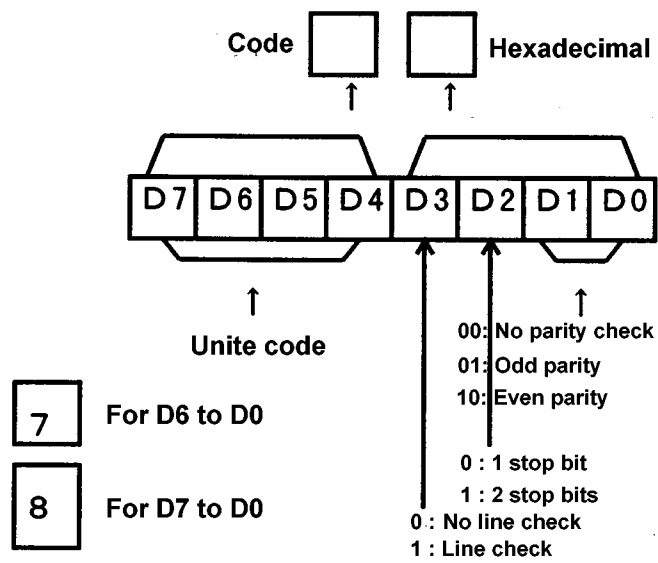 Code Hexadecimal
D7 D6 D5 D4 D3 D2 D1 D0
Unite code
00: No parity check
01: Odd parity
10: Even parity
7 For D6 to D0
8 For D7 to D0
0 : 1 stop bit
1 : 2 stop bits
0 : No line check
1 : Line check